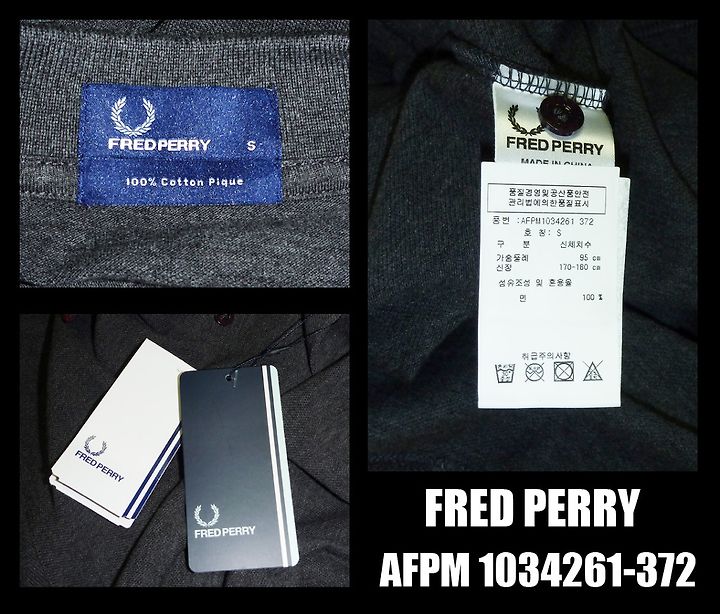 FRED PERRY S
100% Cotton Pique
FRED PERRY
MADE IN CHINA
품질경영및공산품안전
관리법에의한품질표시
품번 :AFPM1034261 372
호 칭: S
구 분 신체치수
가슴둘레 95 cm
신장 170-180 cm
섬유조성 및 혼용율
면 100 %
취급주의사항
FRED PERRY
FRED PERRY
FRED PERRY
AFPM 1034261-372